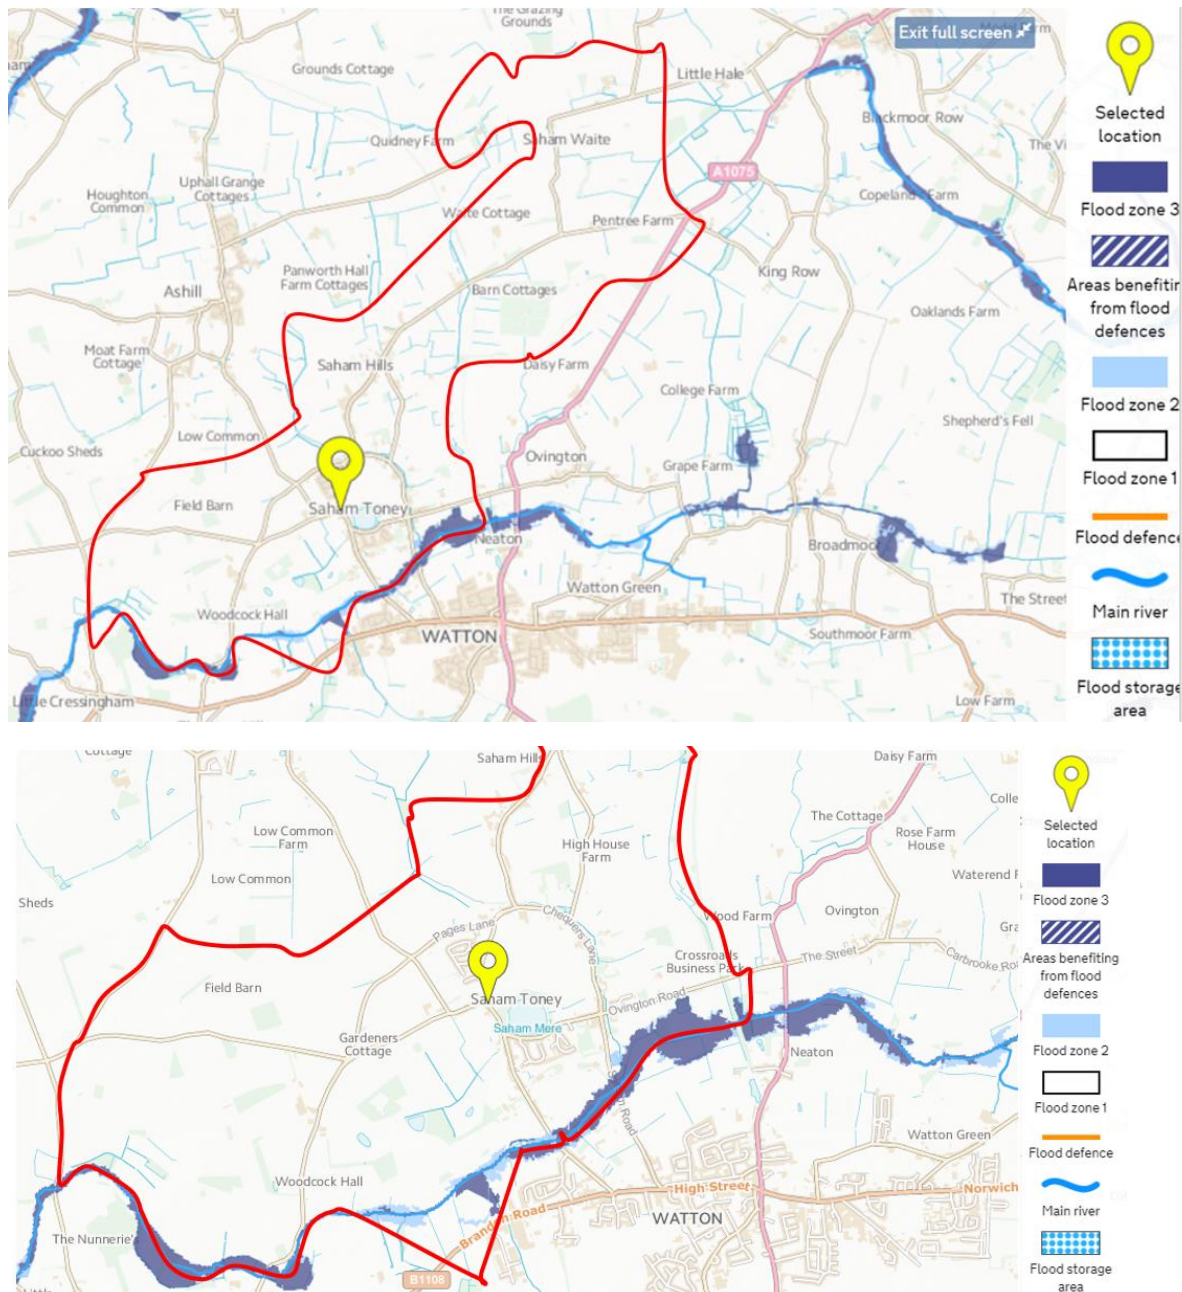 The Grazing
Grounds
Exit full screen
Grounds Cottage
Little Hale
Quidney Farm
Saham Waite
Blackmoor Row
A1075
Houghton
Common
Uphall Grange
Cottages
Waite Cottage
Pentree Farm
Copeland Farm
Panworth Hall
Farm Cottages
King Row
Ashill
Barn Cottages
Oaklands Farm
Moat Farm
Cottage
Saham Hills
Daisy Farm
College Farm
Shepherd's Fell
Cuckoo Sheds
Low Common
Ovington
Grape Farm
Field Barn
Saham Toney
Neaton
Broadmoor
Watton Green
Woodcock Hall
The Street
WATTON
Southmoor Farm
Little Cressingham
Low Farm
Selected
location
Flood zone 3
Areas benefitin
from flood
defences
Flood zone 2
Flood zone 1
Flood defence
Main river
Flood storage
area
Cottage
Saham Hills
Daisy Farm
The Cottage
Colle
Low Common
Farm
High House
Farm
Rose Farm
House
Low Common
Waterend F
Sheds
Chequers Lane
Pages Lane
Wood Farm
Ovington
Gra
Crossroads
Business Park
The Street
Carbrooke Roa
Field Barn
Saham Toney
Ovington Road
Saham Mere
Gardeners
Cottage
Neaton
Road
Watton Green
Woodcock Hall
High Street
Norwich
Brandon Road
WATTON
The Nunnerie
B1108
Little
Selected
location
Flood zone 3
Areas benefiting
from flood
defences
Flood zone 2
Flood zone 1
Flood defence
Main river
Flood storage
area